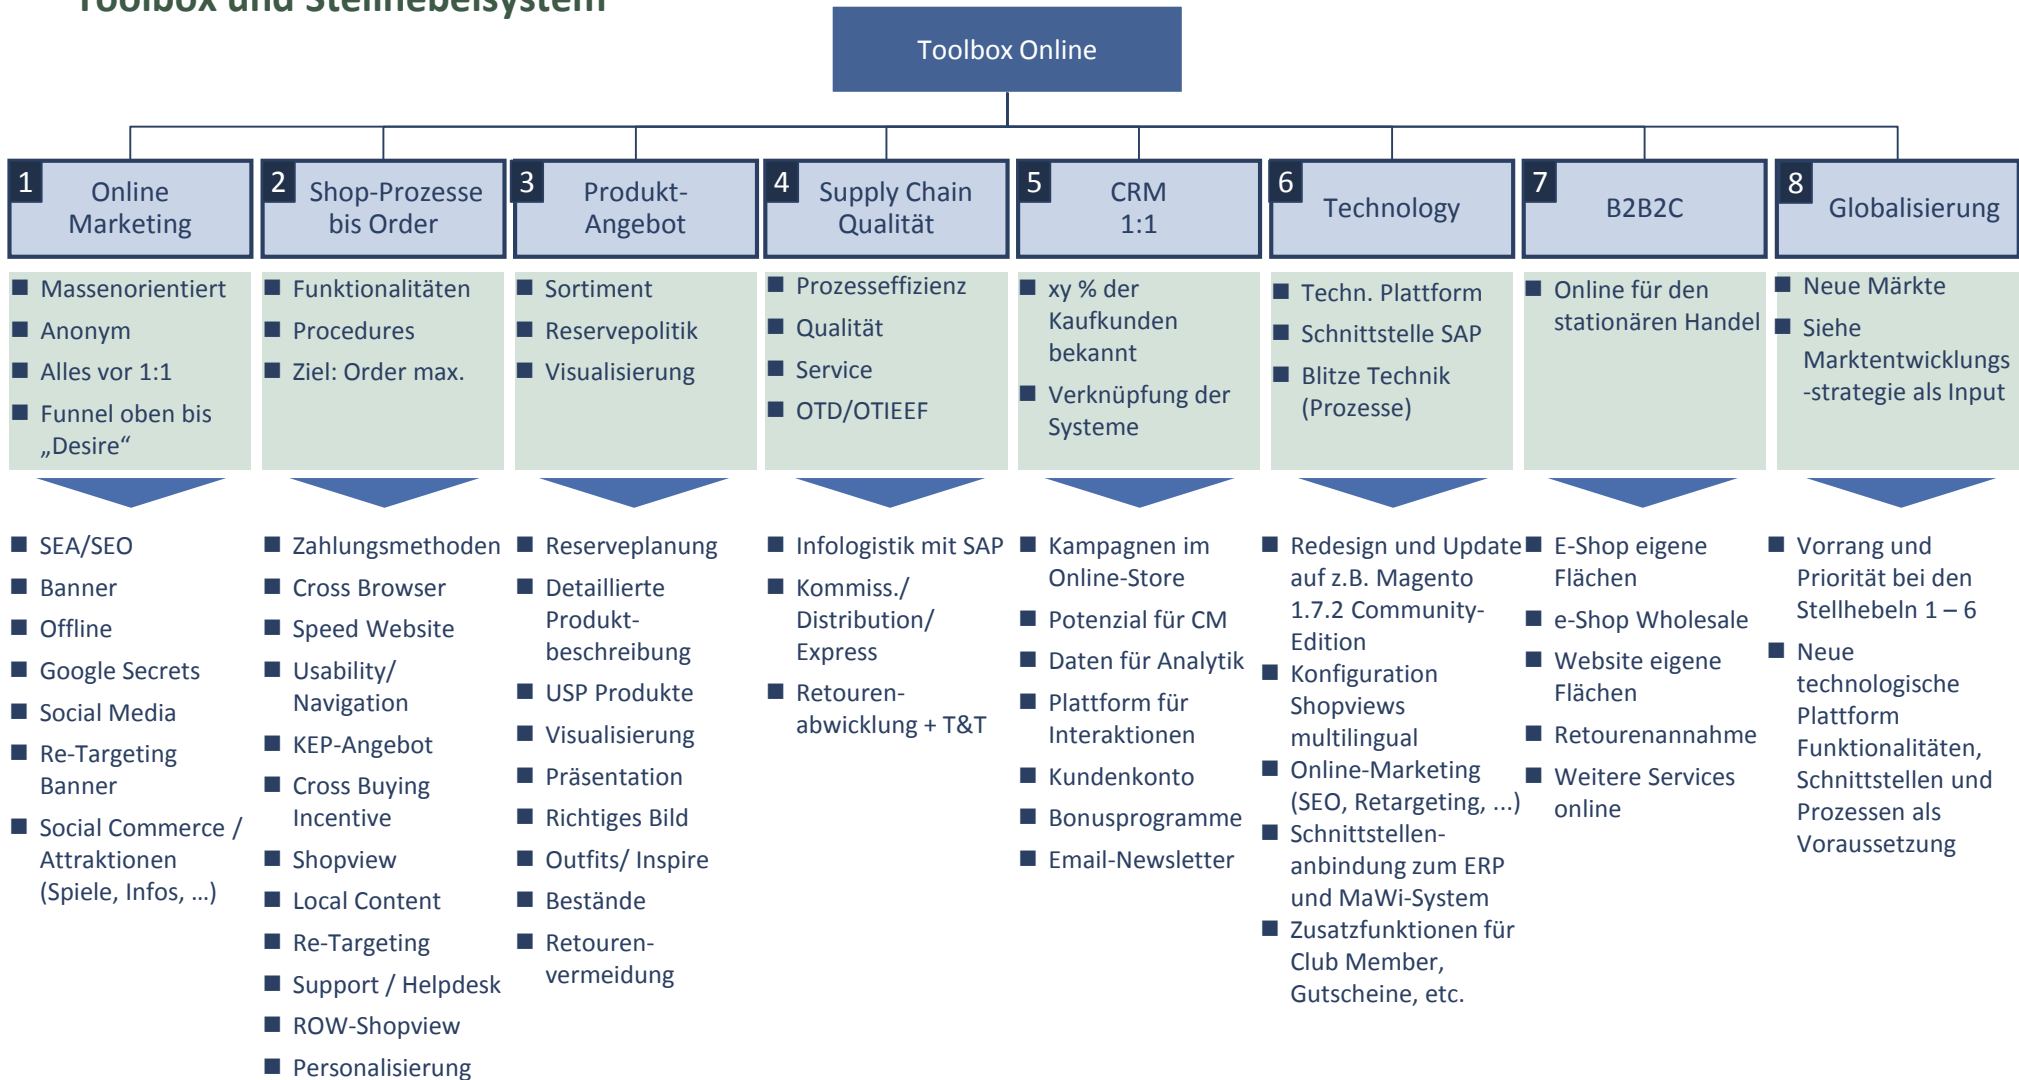 Toolbox und Stellhebelsystem
Toolbox Online
1
Online
Marketing
2
Shop-Prozesse
bis Order
3
Produkt-
Angebot
4
Supply Chain
Qualität
5
CRM
1:1
6
Technology
7
B2B2C
8
Globalisierung
Massenorientiert
Anonym
Alles vor 1:1
Funnel oben bis
„Desire“
Funktionalitäten
Procedures
Ziel: Order max.
Sortiment
Reservepolitik
Visualisierung
Prozesseffizienz
Qualität
Service
OTD/OTIEEF
xy % der
Kaufkunden
bekannt
Verknüpfung der
Systeme
Techn. Plattform
Schnittstelle SAP
Blitze Technik
(Prozesse)
Online für den
stationären Handel
Neue Märkte
Siehe
Marktentwicklungs
-strategie als Input
SEA/SEO
Banner
Offline
Google Secrets
Social Media
Re-Targeting
Banner
Social Commerce /
Attraktionen
(Spiele, Infos, ...)
Zahlungsmethoden
Cross Browser
Speed Website
Usability/
Navigation
KEP-Angebot
Cross Buying
Incentive
Shopview
Local Content
Re-Targeting
Support / Helpdesk
ROW-Shopview
Personalisierung
Reserveplanung
Detaillierte
Produkt-
beschreibung
USP Produkte
Visualisierung
Präsentation
Richtiges Bild
Outfits/ Inspire
Bestände
Retouren-
vermeidung
Infologistik mit SAP
Kommiss./
Distribution/
Express
Retouren-
abwicklung + T&T
Kampagnen im
Online-Store
Potenzial für CM
Daten für Analytik
Plattform für
Interaktionen
Kundenkonto
Bonusprogramme
Email-Newsletter
Redesign und Update
auf z.B. Magento
1.7.2 Community-
Edition
Konfiguration
Shopviews
multilingual
Online-Marketing
(SEO, Retargeting, ...)
Schnittstellen-
anbindung zum ERP
und MaWi-System
Zusatzfunktionen für
Club Member,
Gutscheine, etc.
E-Shop eigene
Flächen
e-Shop Wholesale
Website eigene
Flächen
Retourenannahme
Weitere Services
online
Vorrang und
Priorität bei den
Stellhebeln 1 – 6
Neue
technologische
Plattform
Funktionalitäten,
Schnittstellen und
Prozessen als
Voraussetzung